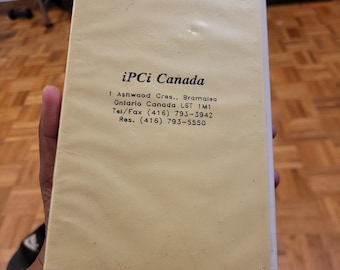 iPCi Canada
1 Ashwood Cres., Bramalea
Ontario Canada L6T 1M1
Tel/Fax (416) 793-3942
Res. (416) 793-5550